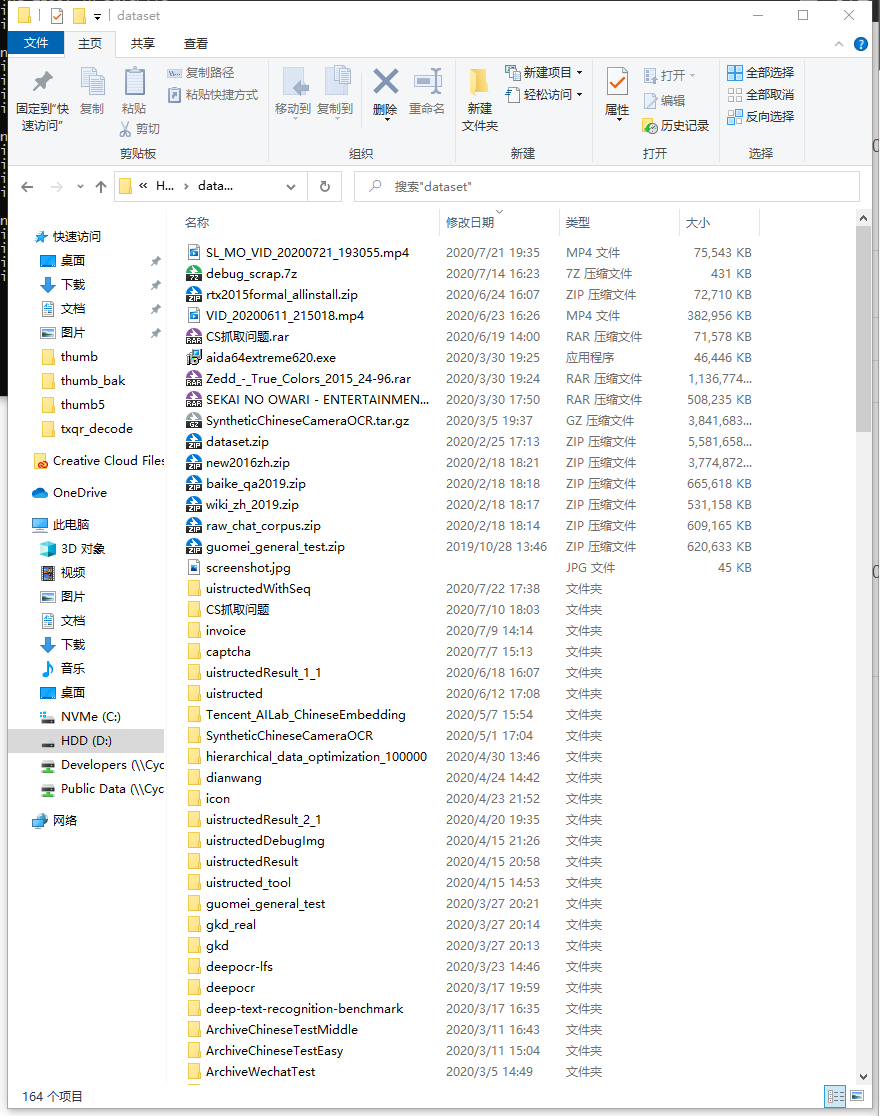 dataset
文件 主页 共享 查看
固定到"快速访问"
复制
粘贴
复制路径
粘贴快捷方式
剪切
剪贴板
移动到 复制到
删除 重命名
组织
新建文件夹
新建项目
轻松访问
新建
属性
打开
编辑
历史记录
打开
全部选择
全部取消
反向选择
选择
« H... › data...
搜索"dataset"
快速访问
桌面
下载
文档
图片
thumb
thumb_bak
thumb5
txqr_decode
Creative Cloud Files
OneDrive
此电脑
3D 对象
视频
图片
文档
下载
音乐
桌面
NVMe (C:)
HDD (D:)
Developers (\\Cyc
Public Data (\\Cyc
网络
名称 修改日期 类型 大小
SL_MO_VID_20200721_193055.mp4 2020/7/21 19:35 MP4 文件 75,543 KB
debug_scrap.7z 2020/7/14 16:23 7Z 压缩文件 431 KB
rtx2015formal_allinstall.zip 2020/6/24 16:07 ZIP 压缩文件 72,710 KB
VID_20200611_215018.mp4 2020/6/23 16:26 MP4 文件 382,956 KB
CS抓取问题.rar 2020/6/19 14:00 RAR 压缩文件 71,578 KB
aida64extreme620.exe 2020/3/30 19:25 应用程序 46,446 KB
Zedd_-_True_Colors_2015_24-96.rar 2020/3/30 19:24 RAR 压缩文件 1,136,774...
SEKAI NO OWARI - ENTERTAINMEN... 2020/3/30 17:50 RAR 压缩文件 508,235 KB
SyntheticChineseCameraOCR.tar.gz 2020/3/5 19:37 GZ 压缩文件 3,841,683...
dataset.zip 2020/2/25 17:13 ZIP 压缩文件 5,581,658...
new2016zh.zip 2020/2/18 18:21 ZIP 压缩文件 3,774,872...
baike_qa2019.zip 2020/2/18 18:18 ZIP 压缩文件 665,618 KB
wiki_zh_2019.zip 2020/2/18 18:17 ZIP 压缩文件 531,158 KB
raw_chat_corpus.zip 2020/2/18 18:14 ZIP 压缩文件 609,165 KB
guomei_general_test.zip 2019/10/28 13:46 ZIP 压缩文件 620,633 KB
screenshot.jpg JPG 文件 45 KB
uistructedWithSeq 2020/7/22 17:38 文件夹
CS抓取问题 2020/7/10 18:03 文件夹
invoice 2020/7/9 14:14 文件夹
captcha 2020/7/7 15:13 文件夹
uistructedResult_1_1 2020/6/18 16:07 文件夹
uistructed 2020/6/12 17:08 文件夹
Tencent_AILab_ChineseEmbedding 2020/5/7 15:54 文件夹
SyntheticChineseCameraOCR 2020/5/1 17:04 文件夹
hierarchical_data_optimization_100000 2020/4/30 13:46 文件夹
dianwang 2020/4/24 14:42 文件夹
icon 2020/4/23 21:52 文件夹
uistructedResult_2_1 2020/4/20 19:35 文件夹
uistructedDebugImg 2020/4/15 21:26 文件夹
uistructedResult 2020/4/15 20:58 文件夹
uistructed_tool 2020/4/15 14:53 文件夹
guomei_general_test 2020/3/27 20:21 文件夹
gkd_real 2020/3/27 20:14 文件夹
gkd 2020/3/27 20:13 文件夹
deepocr-lfs 2020/3/23 14:46 文件夹
deepocr 2020/3/17 19:59 文件夹
deep-text-recognition-benchmark 2020/3/17 16:35 文件夹
ArchiveChineseTestMiddle 2020/3/11 16:43 文件夹
ArchiveChineseTestEasy 2020/3/11 15:04 文件夹
ArchiveWechatTest 2020/3/5 14:49 文件夹
164 个项目